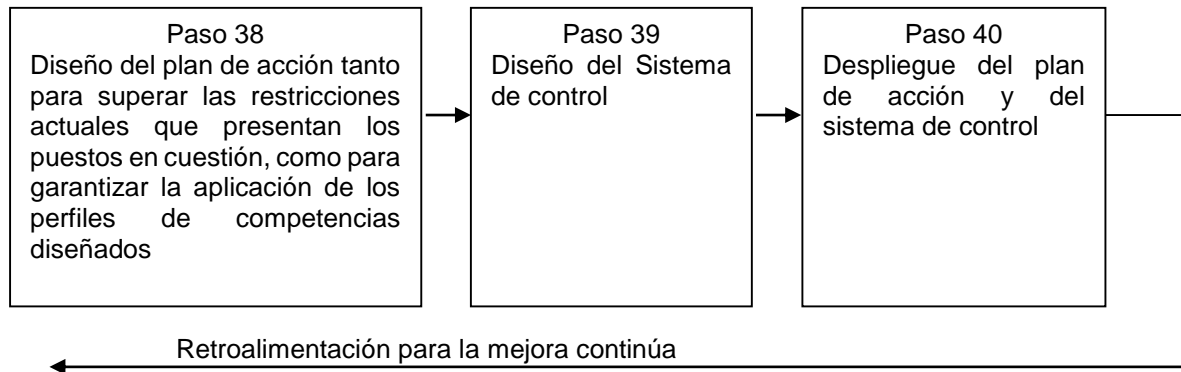 Paso 38
Diseño del plan de acción tanto
para superar las restricciones
actuales que presentan los
puestos en cuestión, como para
garantizar la aplicación de los
perfiles de competencias
diseñados
Paso 39
Diseño del Sistema
de control
Paso 40
Despliegue del plan
de acción y del
sistema de control
Retroalimentación para la mejora continúa